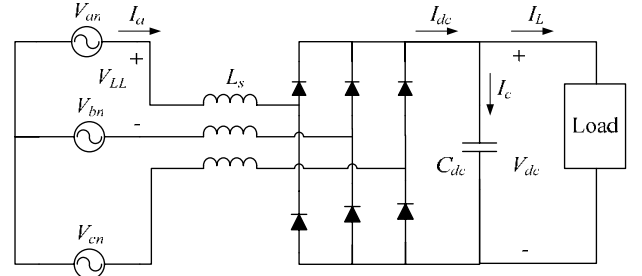 Van
Ia
Idc
IL
+
+
VLL
Ls
Ic
Vbn
-
Load
Cdc
Vdc
Vcn
-